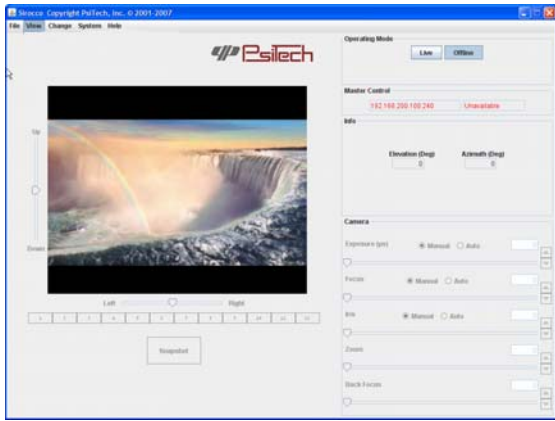 Sirocco Copyright PsiTech, Inc. © 2001-2007
File View Change System Help
PsiTech
Operating Mode
Live Offline
Master Control
192.168.200.100:240 Unavailable
Info
Elevation (Deg) Azimuth (Deg)
0 0
Up
Down
Left Right
1 2 3 4 5 6 7 8 9 10 11 12
Snapshot
Camera
Exposure (µs) Manual Auto
Focus Manual Auto
Iris Manual Auto
Zoom
Back Focus